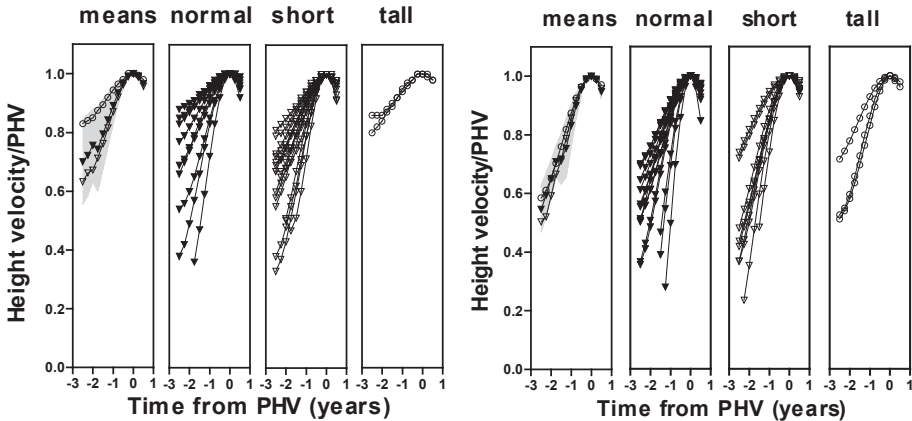 means normal short tall
Height velocity/PHV
1.0
0.8
0.6
0.4
0.2
0.0
-3 -2 -1 0 1 -3 -2 -1 0 1 -3 -2 -1 0 1 -3 -2 -1 0 1
Time from PHV (years)
means normal short tall
Height velocity/PHV
1.0
0.8
0.6
0.4
0.2
0.0
-3 -2 -1 0 1 -3 -2 -1 0 1 -3 -2 -1 0 1 -3 -2 -1 0 1
Time from PHV (years)